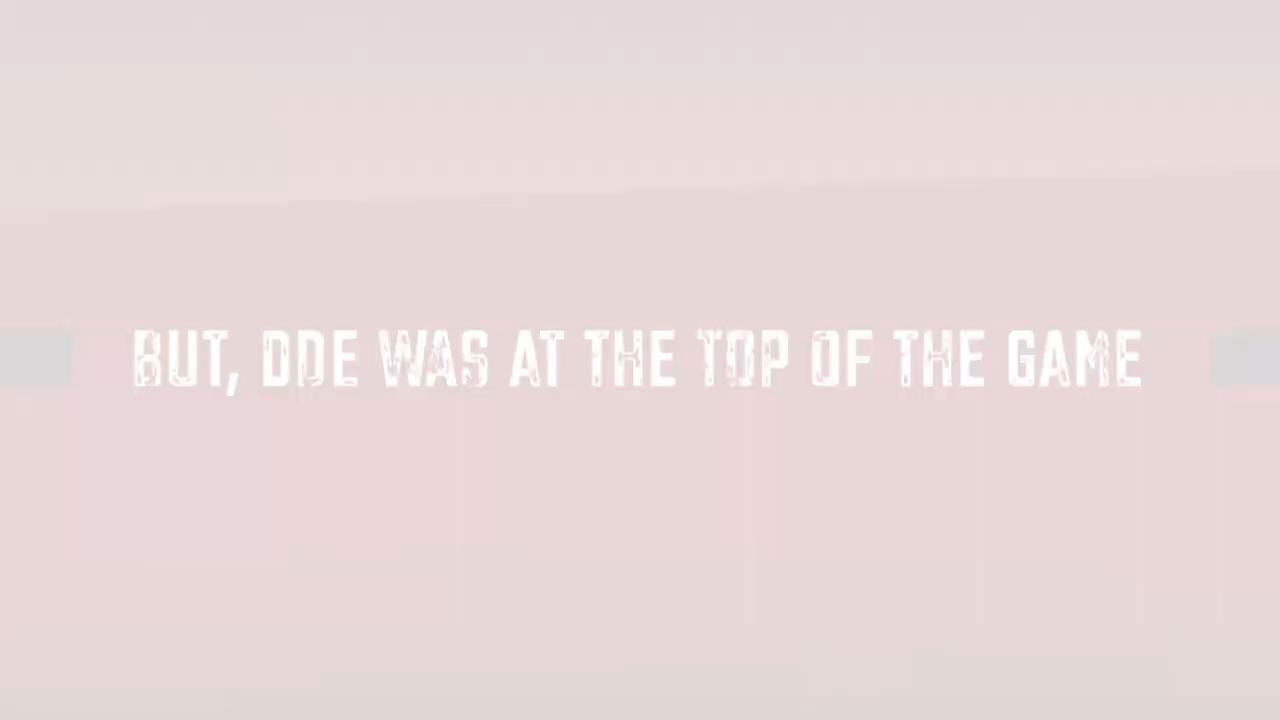 BUT, DDE WAS AT THE TOP OF THE GAME